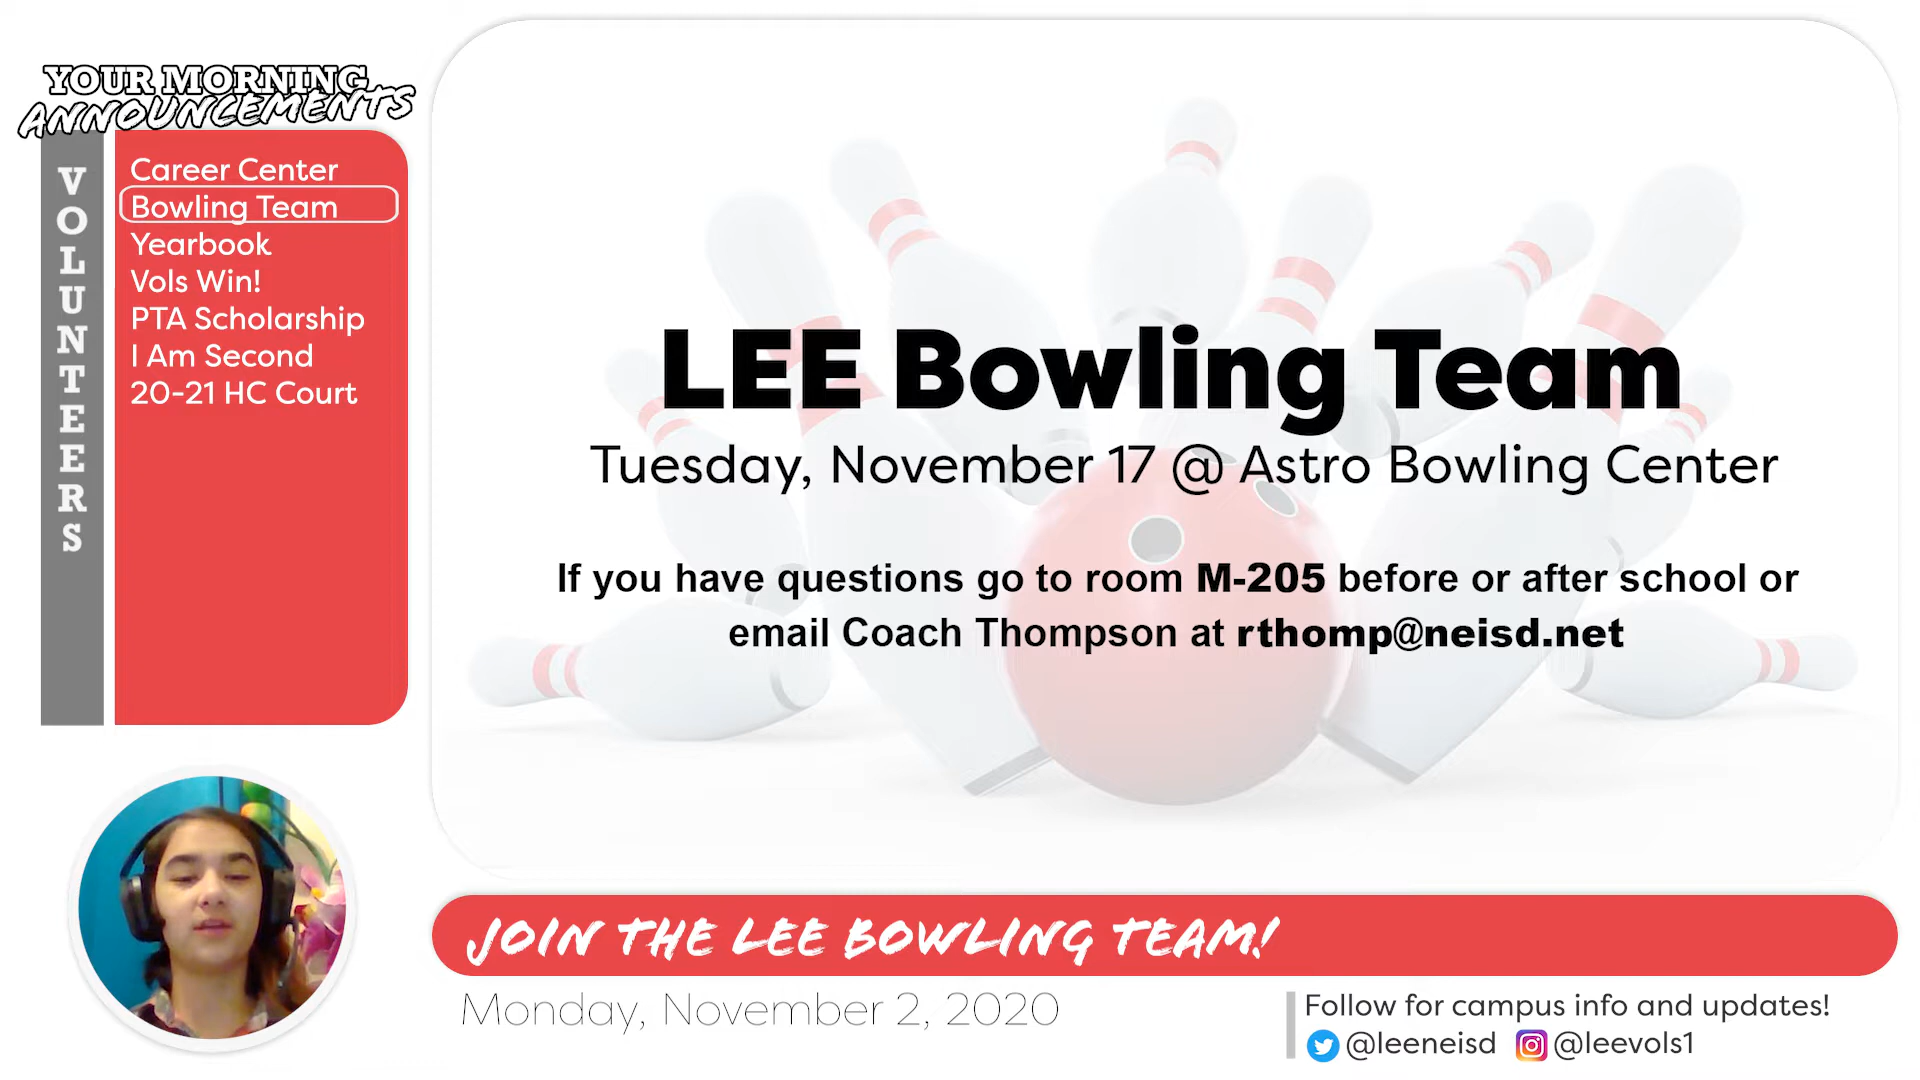 YOUR MORNING
ANNOUNCEMENTS
VOLUNTEERS
Career Center
Bowling Team
Yearbook
Vols Win!
PTA Scholarship
I Am Second
20-21 HC Court
LEE Bowling Team
Tuesday, November 17 @ Astro Bowling Center
If you have questions go to room M-205 before or after school or
email Coach Thompson at rthomp@neisd.net
JOIN THE LEE BOWLING TEAM!
Monday, November 2, 2020
Follow for campus info and updates!
@leeneisd @leevols1